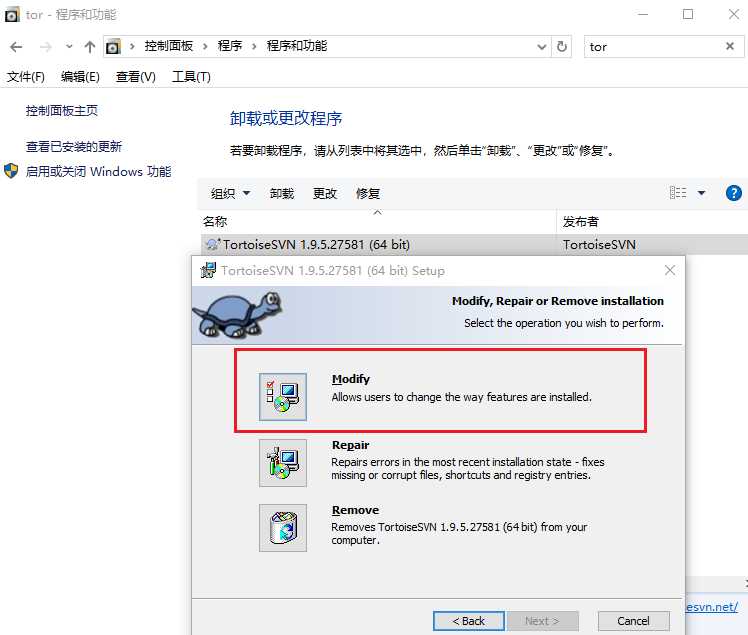 tor - 程序和功能
控制面板 程序 程序和功能 tor
文件(F) 编辑(E) 查看(V) 工具(T)
控制面板主页
查看已安装的更新
启用或关闭 Windows 功能
卸载或更改程序
若要卸载程序，请从列表中将其选中，然后单击“卸载”、“更改”或“修复”。
组织 卸载 更改 修复
名称 发布者
TortoiseSVN 1.9.5.27581 (64 bit) TortoiseSVN
TortoiseSVN 1.9.5.27581 (64 bit) Setup
Modify, Repair or Remove installation
Select the operation you wish to perform.
Modify
Allows users to change the way features are installed.
Repair
Repairs errors in the most recent installation state - fixes
missing or corrupt files, shortcuts and registry entries.
Remove
Removes TortoiseSVN 1.9.5.27581 (64 bit) from your
computer.
esvn.net/
< Back Next > Cancel